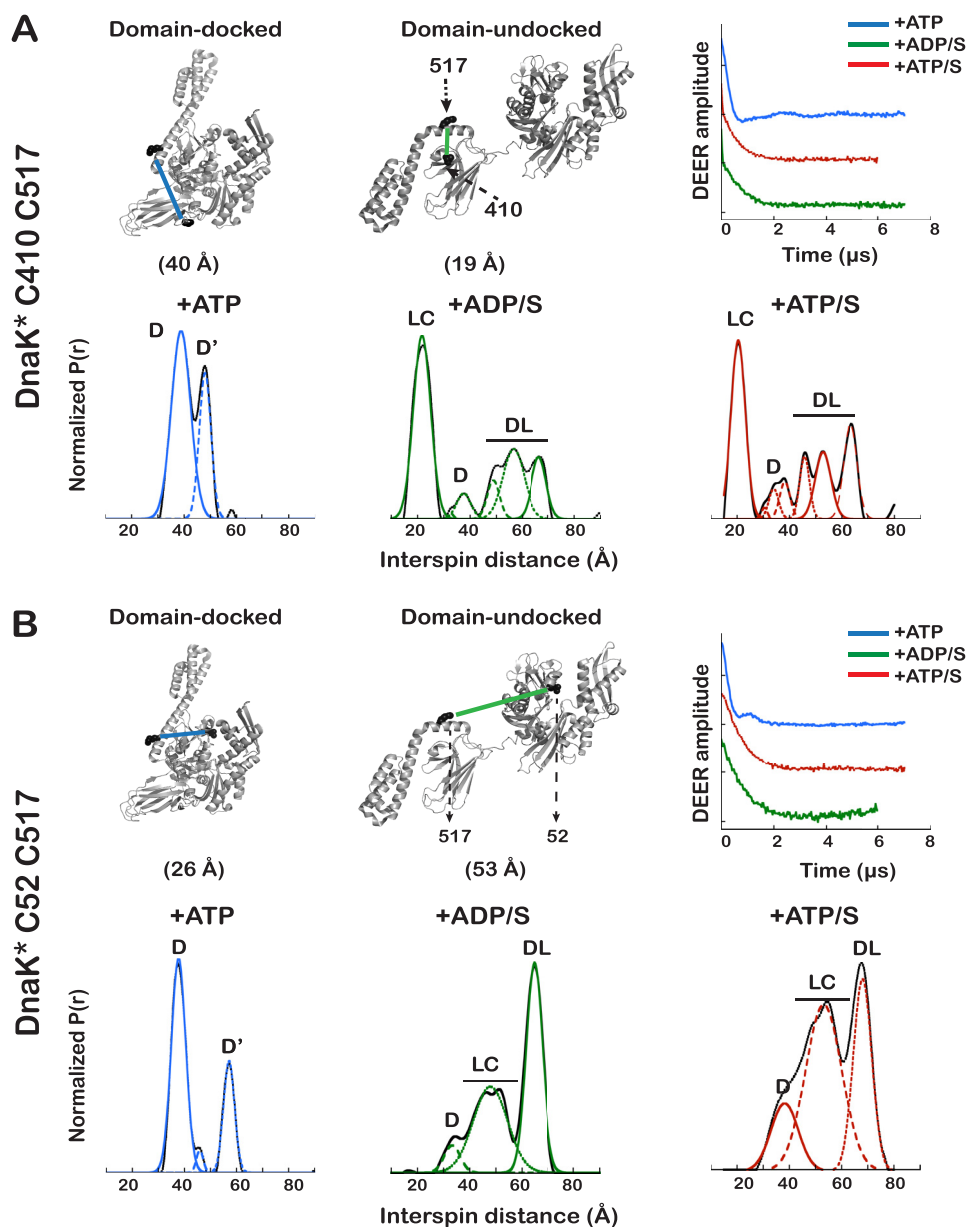 A
DnaK* C410 C517
Domain-docked
Domain-undocked
517
410
(40 Å)
(19 Å)
+ATP
+ADP/S
+ATP/S
DEER amplitude
0 2 4 6 8
Time (µs)
+ATP
+ADP/S
+ATP/S
Normalized P(r)
D
D’
LC
D
DL
LC
D
DL
20 40 60 80
20 40 60 80
20 40 60 80
Interspin distance (Å)
B
DnaK* C52 C517
Domain-docked
Domain-undocked
517
52
(26 Å)
(53 Å)
+ATP
+ADP/S
+ATP/S
DEER amplitude
0 2 4 6 8
Time (µs)
+ATP
+ADP/S
+ATP/S
Normalized P(r)
D
D’
D
LC
DL
D
LC
DL
20 40 60 80
20 40 60 80
20 40 60 80
Interspin distance (Å)